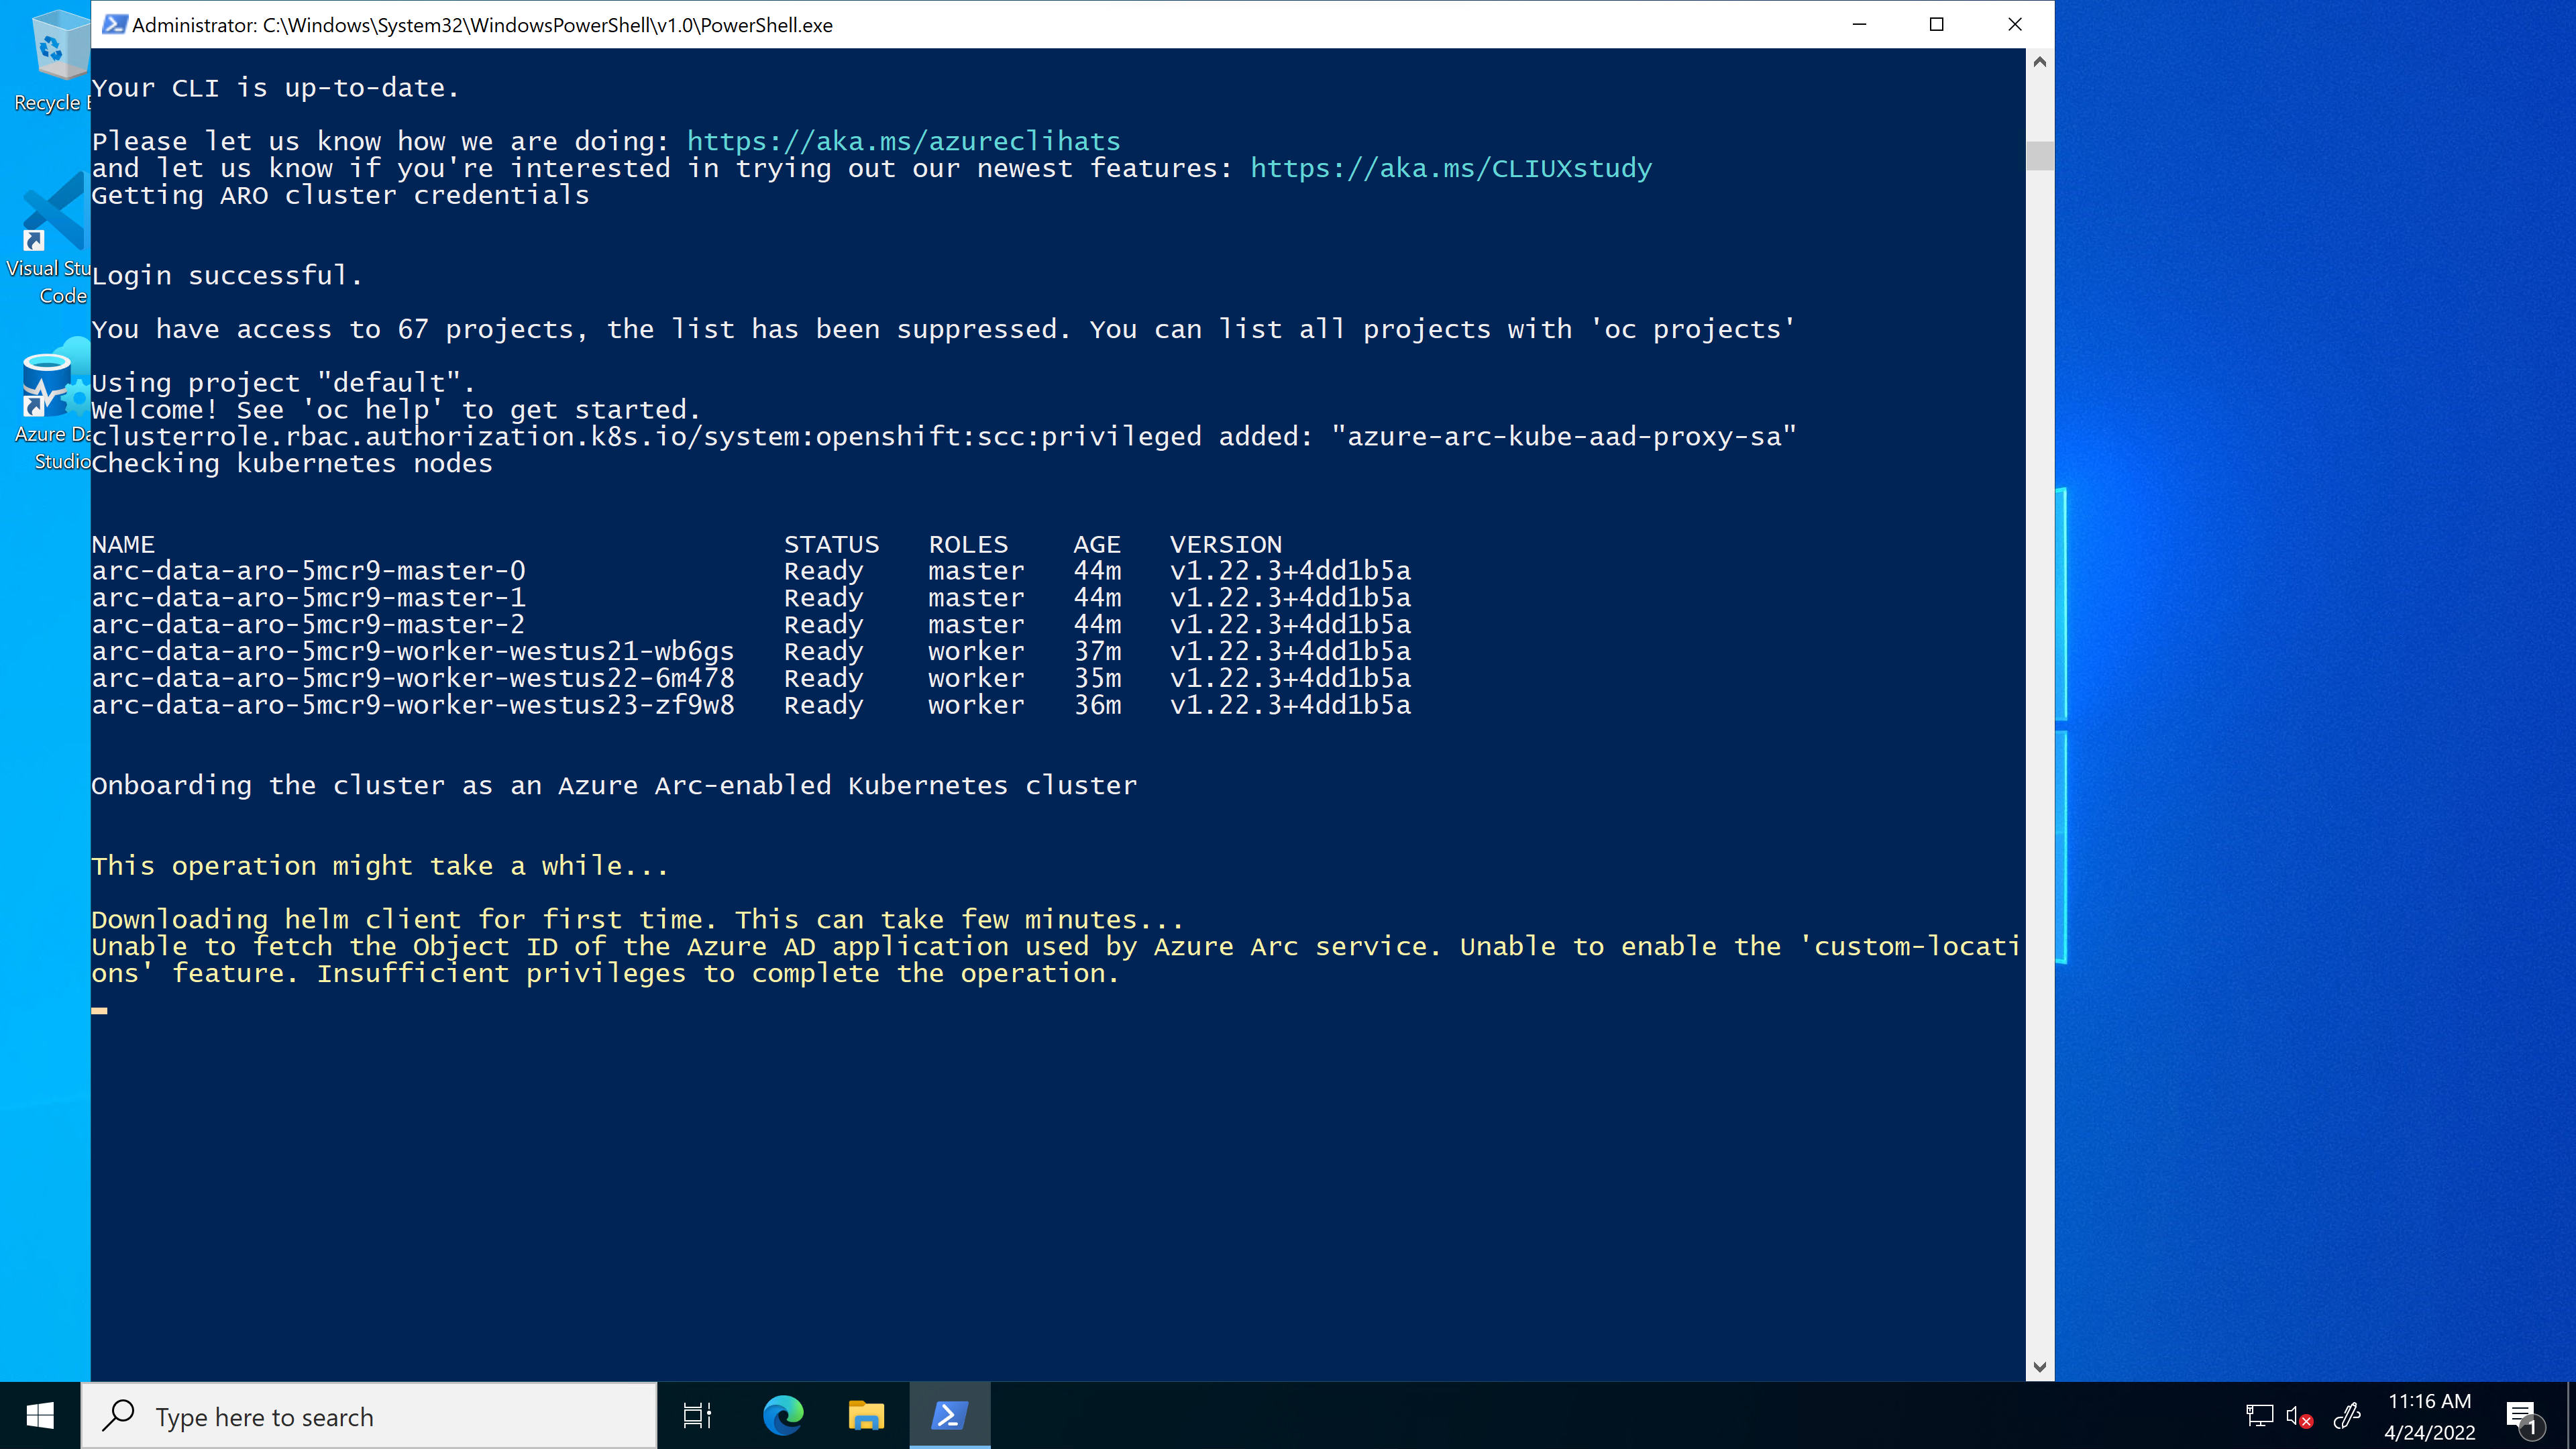 Administrator: C:\Windows\System32\WindowsPowerShell\v1.0\PowerShell.exe
Recycle B
Visual Stu
Code
Azure Da
Studio
Your CLI is up-to-date.
Please let us know how we are doing: https://aka.ms/azureclihats
and let us know if you're interested in trying out our newest features: https://aka.ms/CLIUXstudy
Getting ARO cluster credentials
Login successful.
You have access to 67 projects, the list has been suppressed. You can list all projects with 'oc projects'
Using project "default".
Welcome! See 'oc help' to get started.
clusterrole.rbac.authorization.k8s.io/system:openshift:scc:privileged added: "azure-arc-kube-aad-proxy-sa"
Checking kubernetes nodes
NAME STATUS ROLES AGE VERSION
arc-data-aro-5mcr9-master-0 Ready master 44m v1.22.3+4dd1b5a
arc-data-aro-5mcr9-master-1 Ready master 44m v1.22.3+4dd1b5a
arc-data-aro-5mcr9-master-2 Ready master 44m v1.22.3+4dd1b5a
arc-data-aro-5mcr9-worker-westus21-wb6gs Ready worker 37m v1.22.3+4dd1b5a
arc-data-aro-5mcr9-worker-westus22-6m478 Ready worker 35m v1.22.3+4dd1b5a
arc-data-aro-5mcr9-worker-westus23-zf9w8 Ready worker 36m v1.22.3+4dd1b5a
Onboarding the cluster as an Azure Arc-enabled Kubernetes cluster
This operation might take a while...
Downloading helm client for first time. This can take few minutes...
Unable to fetch the Object ID of the Azure AD application used by Azure Arc service. Unable to enable the 'custom-locati
ons' feature. Insufficient privileges to complete the operation.
Type here to search
11:16 AM
4/24/2022
1